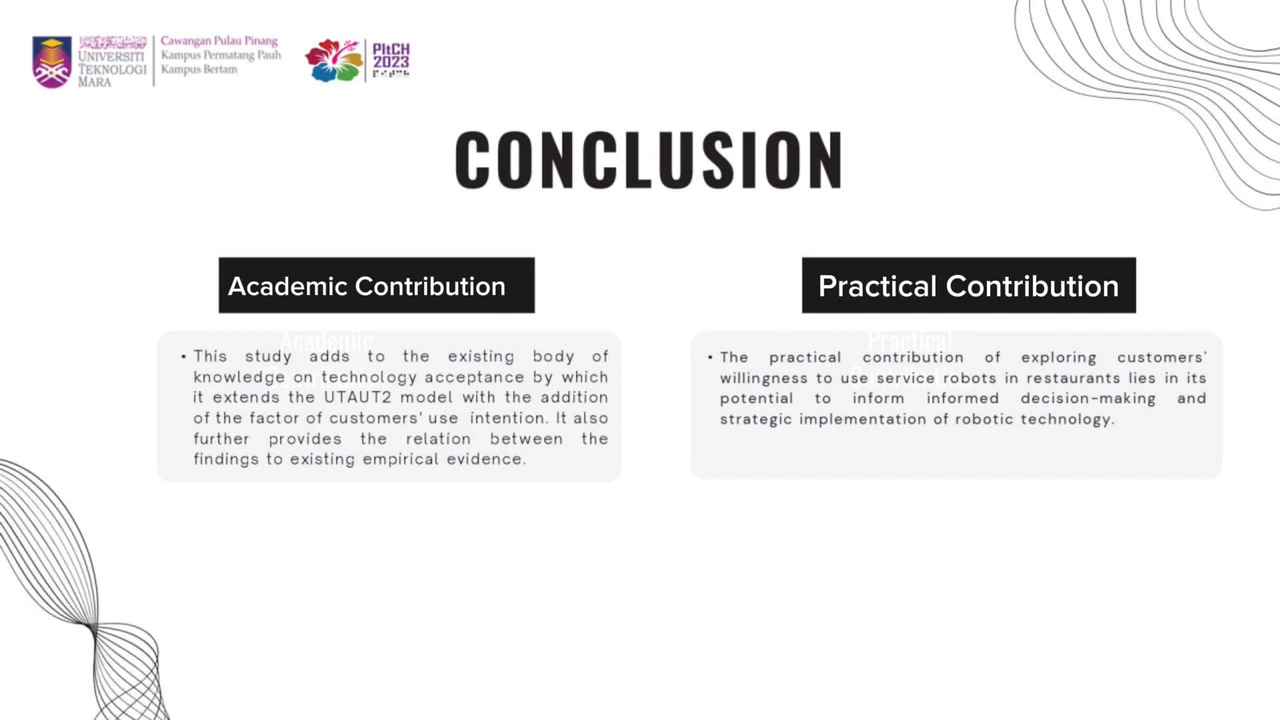 UNIVERSITI
TEKNOLOGI
MARA
Cawangan Pulau Pinang
Kampus Permatang Pauh
Kampus Bertam
PItCH
2023
CONCLUSION
Academic Contribution
Academic
• This study adds to the existing body of
knowledge on technology acceptance by which
it extends the UTAUT2 model with the addition
of the factor of customers' use intention. It also
further provides the relation between the
findings to existing empirical evidence.
Practical Contribution
Practical
• The practical contribution of exploring customers'
willingness to use service robots in restaurants lies in its
potential to inform informed decision-making and
strategic implementation of robotic technology.